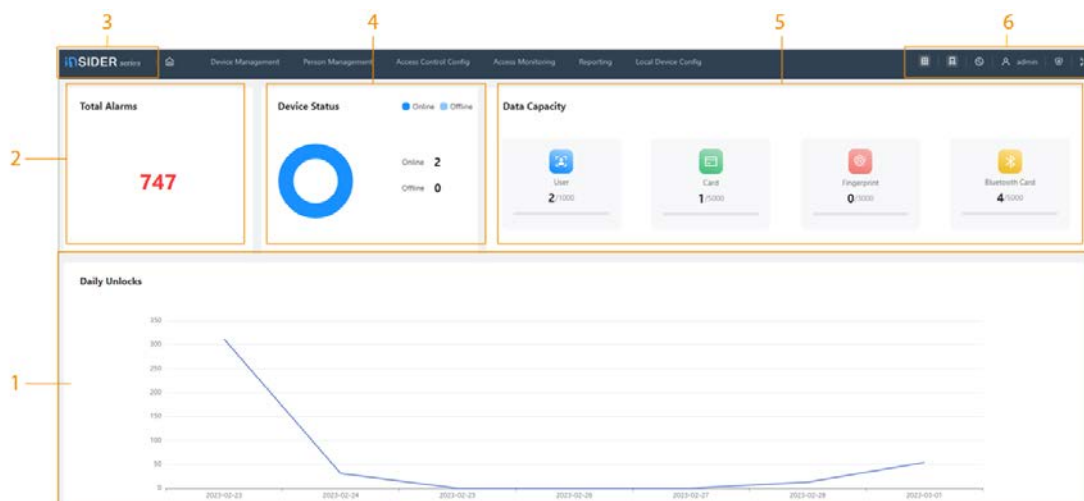 3
4
5
6
inSIDER series
Device Management
Person Management
Access Control Config
Access Monitoring
Reporting
Local Device Config
admin
2
Total Alarms
747
Device Status
Online
Offline
Online 2
Offline 0
Data Capacity
User
2/1000
Card
1/5000
Fingerprint
0/3000
Bluetooth Card
4/5000
1
Daily Unlocks
350
300
250
200
150
100
50
0
2023-02-23
2023-02-24
2023-02-25
2023-02-26
2023-02-27
2023-02-28
2023-03-01